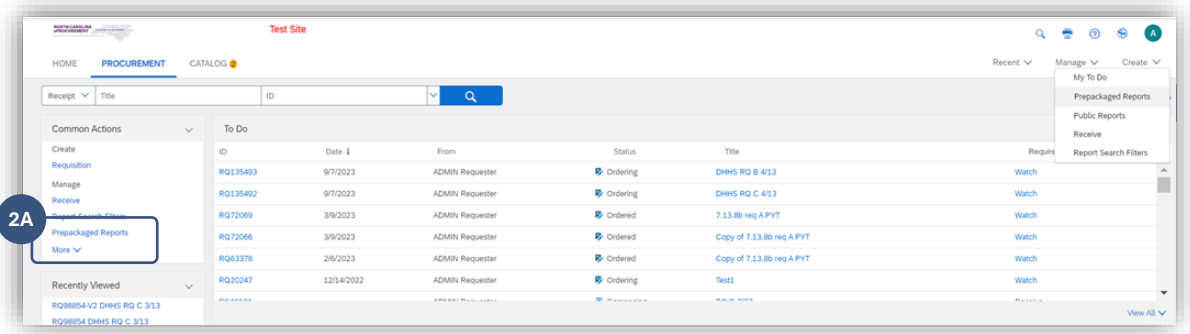 NORTH CAROLINA
ePROCUREMENT
Test Site
A
HOME PROCUREMENT CATALOG 2
Recent Manage Create
My To Do
Prepackaged Reports
Public Reports
Receive
Report Search Filters
Receipt Title ID
Common Actions
Create
Requisition
Manage
Receive
Report Search Filters
Prepackaged Reports
More
2A
Recently Viewed
RQ98854-V2 DHHS RQ C 3/13
RQ98854 DHHS RQ C 3/13
To Do
ID Date From Status Title Require
RQ135493 9/7/2023 ADMIN Requester Ordering DHHS RQ B 4/13 Watch
RQ135492 9/7/2023 ADMIN Requester Ordering DHHS RQ C 4/13 Watch
RQ72069 3/9/2023 ADMIN Requester Ordered 7.13.8b req A PYT Watch
RQ72066 3/9/2023 ADMIN Requester Ordered Copy of 7.13.8b req A PYT Watch
RQ63378 2/6/2023 ADMIN Requester Ordered Copy of 7.13.8b req A PYT Watch
RQ20247 12/14/2022 ADMIN Requester Ordering Test1 Watch
View All